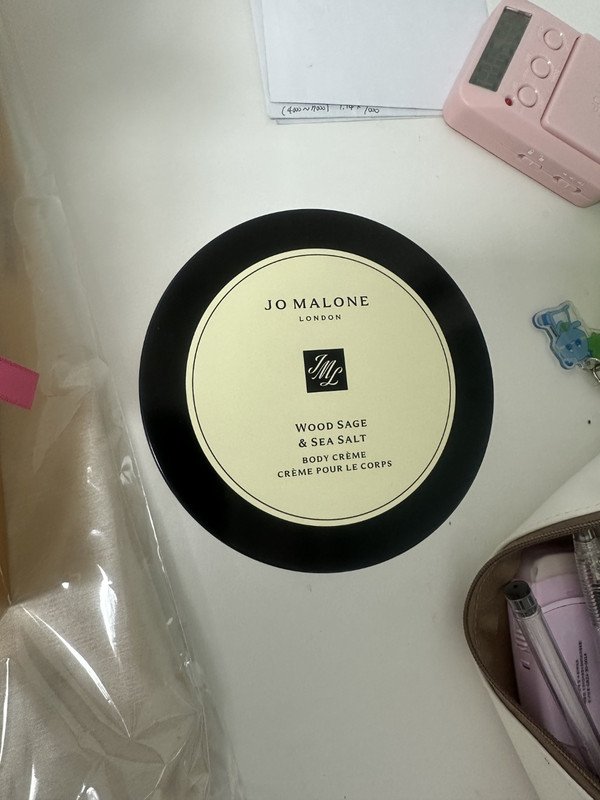 JO MALONE
LONDON
JML
WOOD SAGE
& SEA SALT
BODY CRÈME
CRÈME POUR LE CORPS